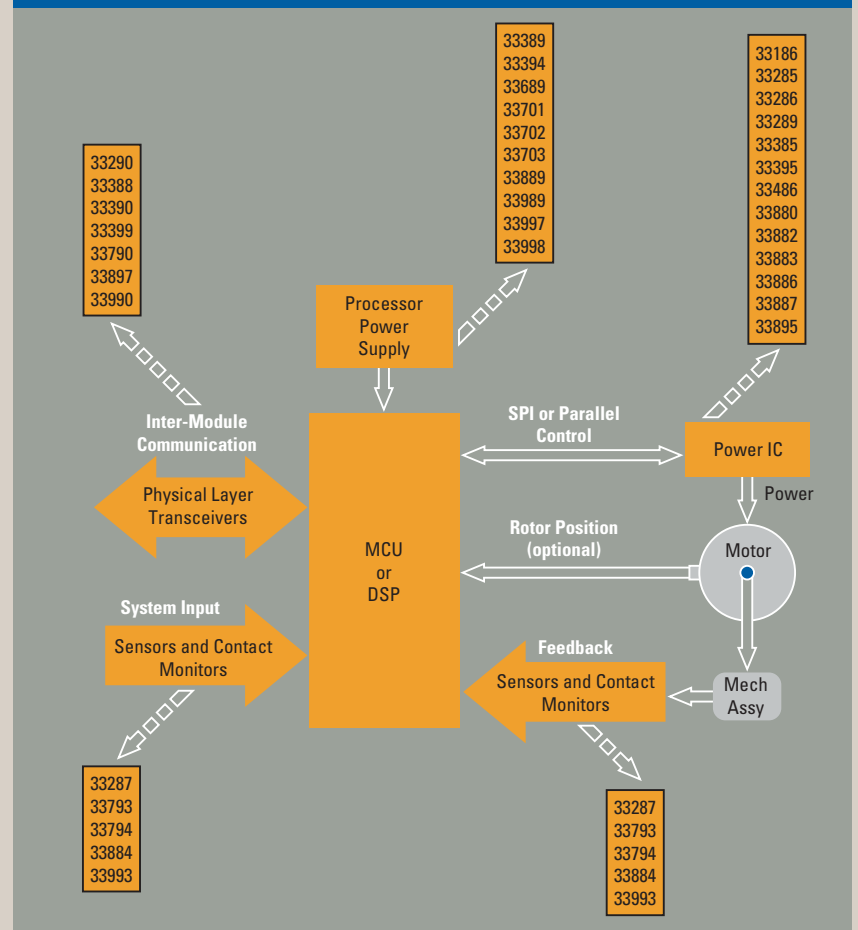 33389
33394
33689
33701
33702
33703
33889
33989
33997
33998
33186
33285
33286
33289
33385
33395
33486
33880
33882
33883
33886
33887
33895
33290
33388
33390
33399
33790
33897
33990
Processor
Power
Supply
Inter-Module
Communication
Physical Layer
Transceivers
SPI or Parallel
Control
Power IC
Power
Rotor Position
(optional)
Motor
MCU
or
DSP
System Input
Sensors and Contact
Monitors
Feedback
Sensors and Contact
Monitors
Mech
Assy
33287
33793
33794
33884
33993
33287
33793
33794
33884
33993